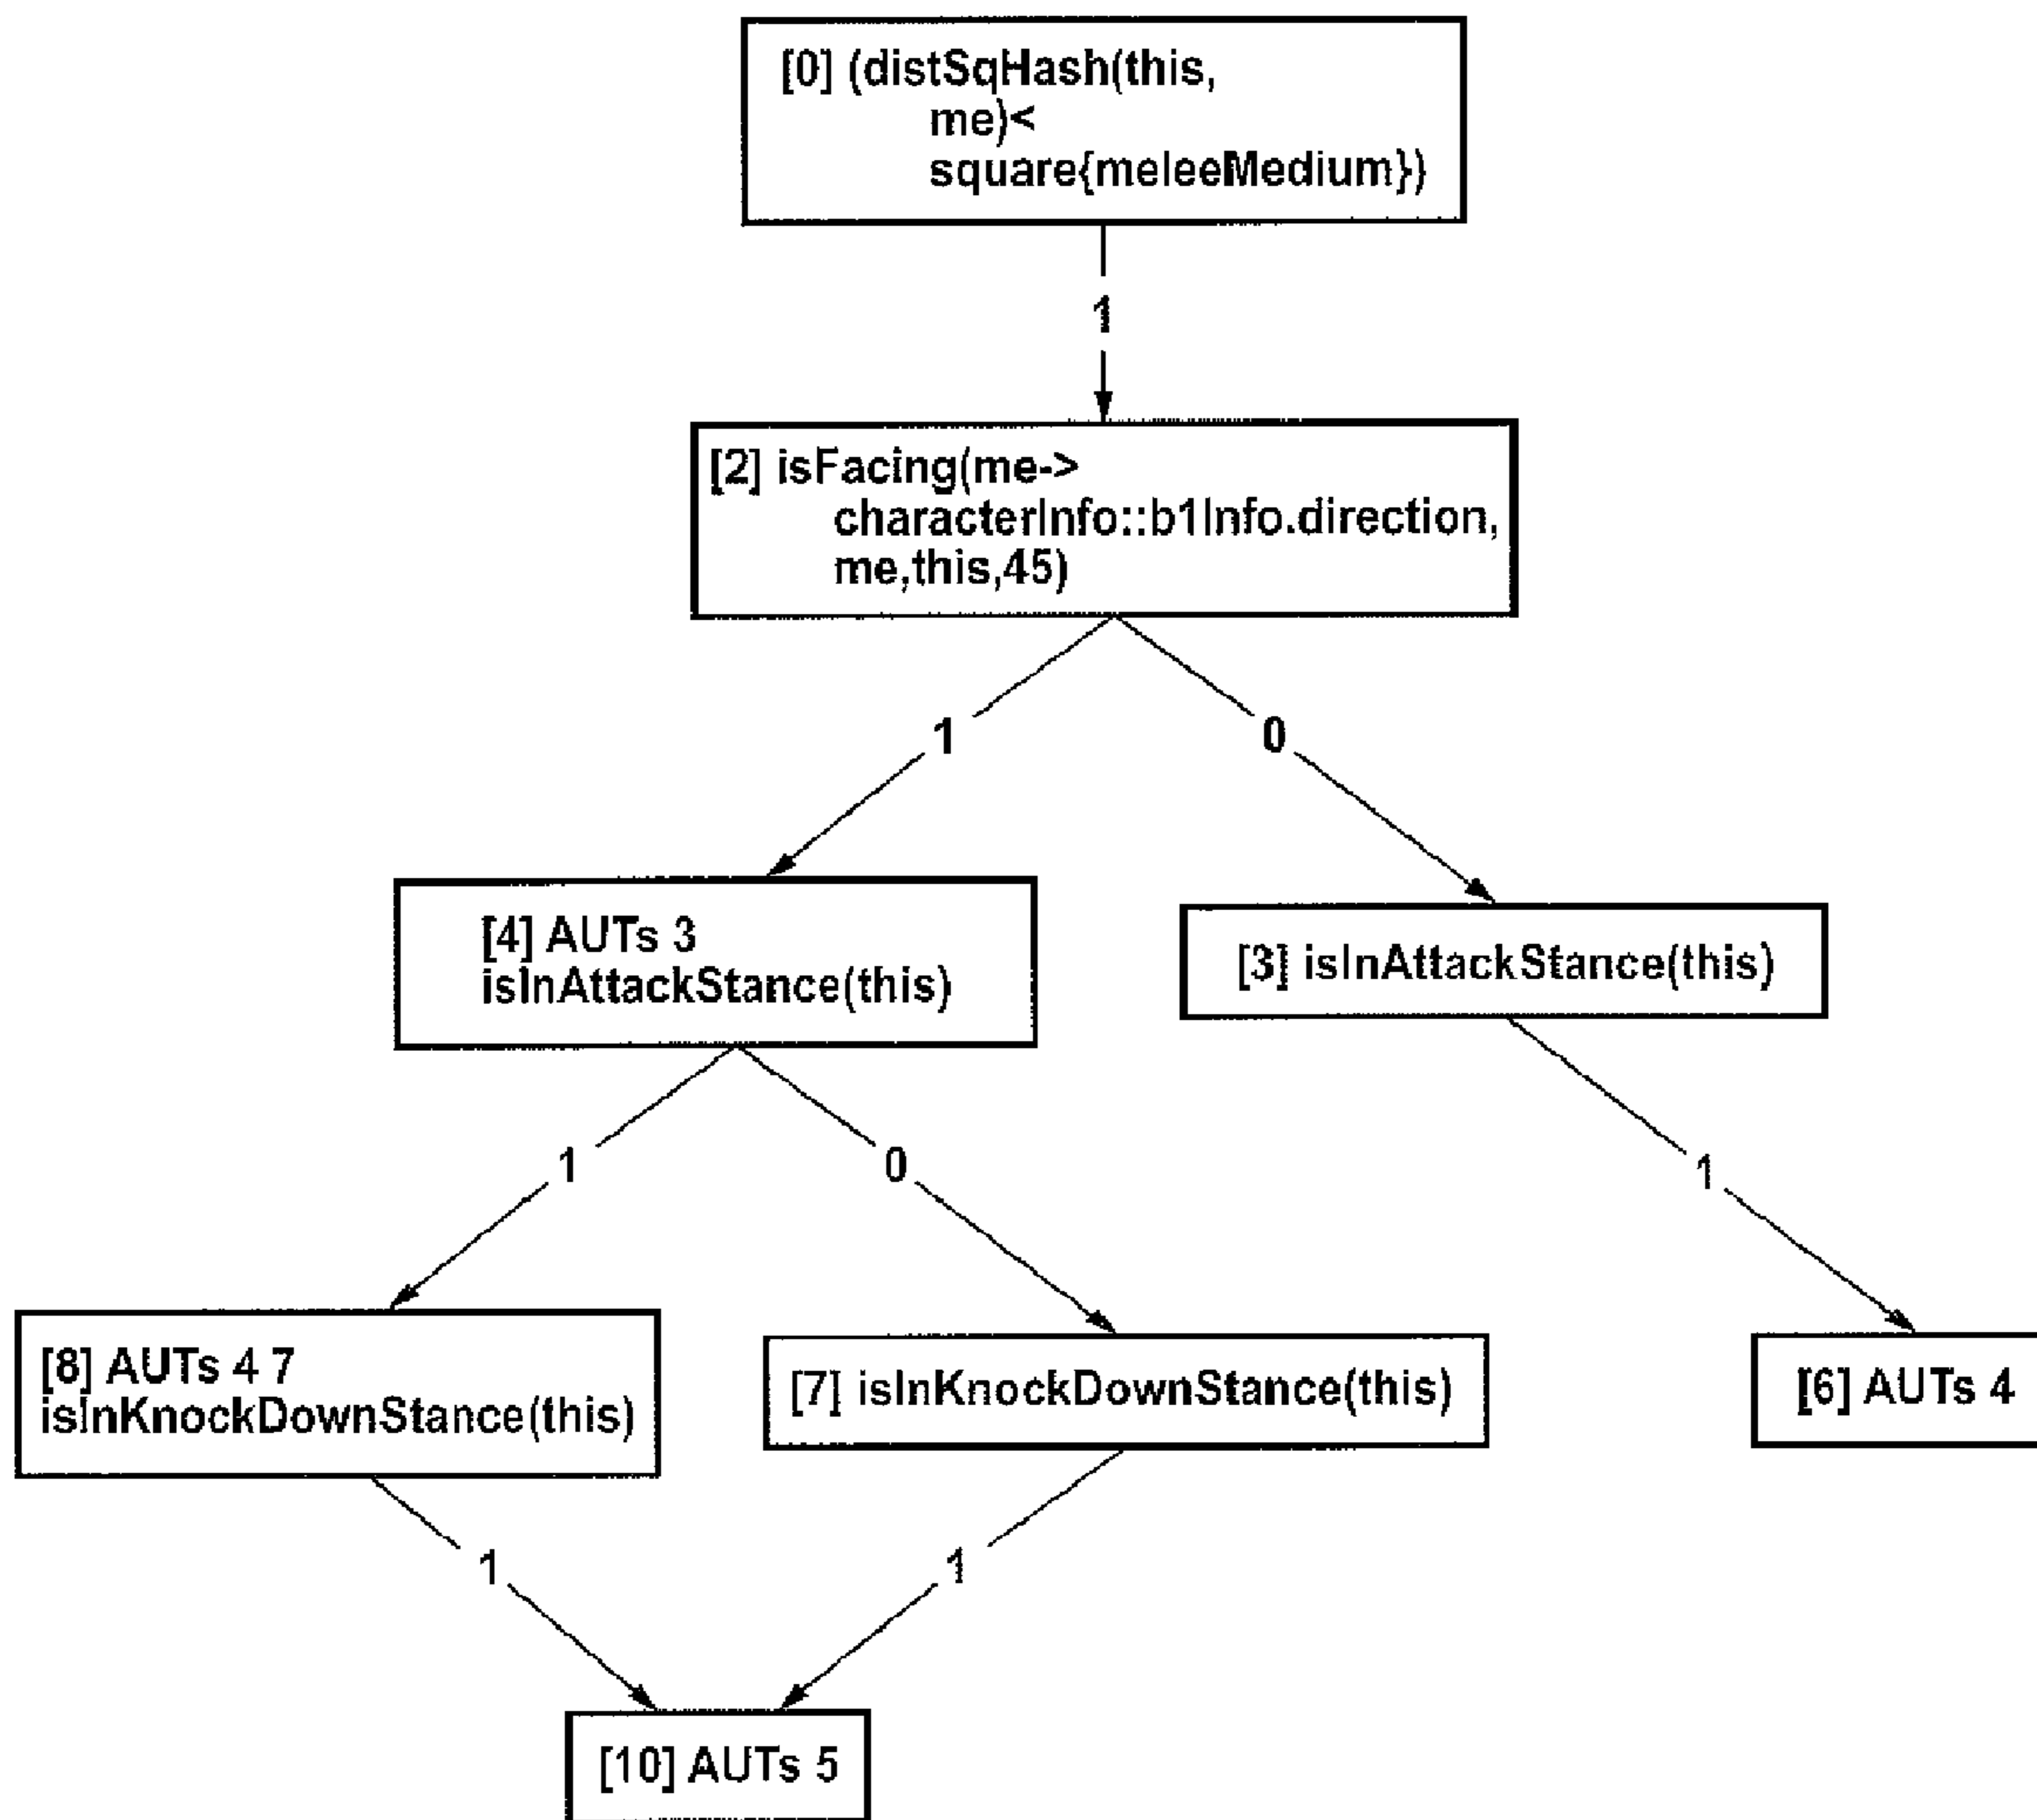 [0] (distSqHash(this,
me)<
square{meleeMedium})
1
[2] isFacing(me->
characterInfo::b1Info.direction,
me,this,45)
1
0
[4] AUTs 3
isInAttackStance(this)
[3] isInAttackStance(this)
1
0
1
[8] AUTs 4 7
isInKnockDownStance(this)
[7] isInKnockDownStance(this)
[6] AUTs 4
1
1
[10] AUTs 5